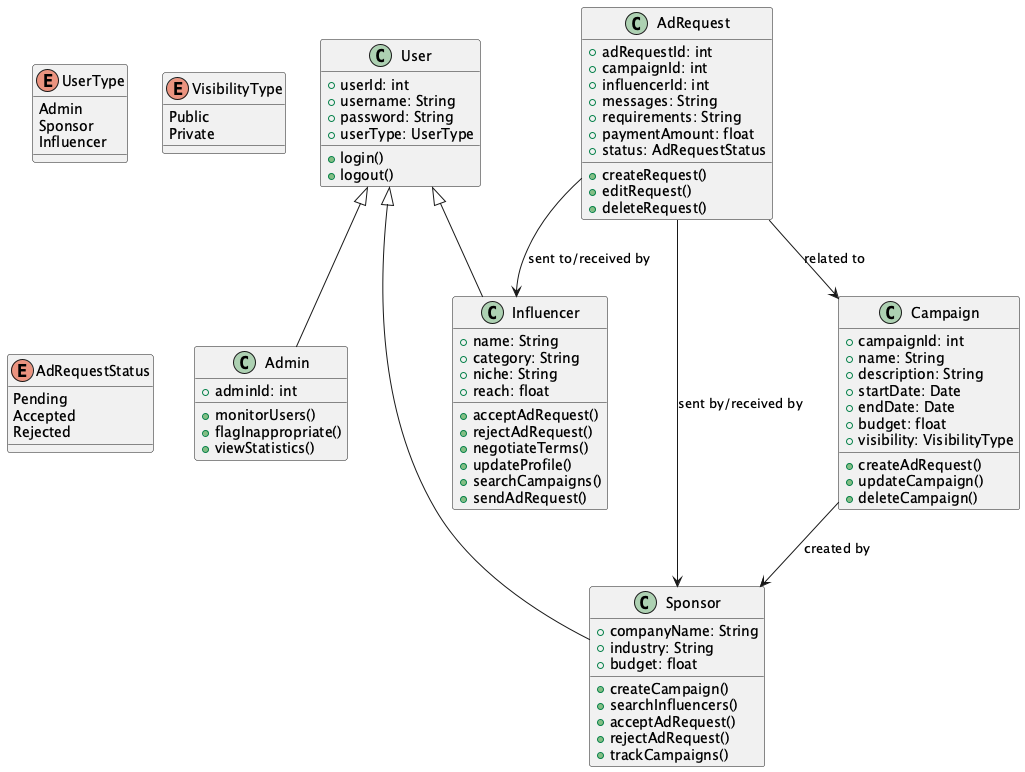 E UserType
Admin
Sponsor
Influencer
E VisibilityType
Public
Private
C User
userId: int
username: String
password: String
userType: UserType
login()
logout()
C AdRequest
adRequestId: int
campaignId: int
influencerId: int
messages: String
requirements: String
paymentAmount: float
status: AdRequestStatus
createRequest()
editRequest()
deleteRequest()
sent to/received by
related to
E AdRequestStatus
Pending
Accepted
Rejected
C Admin
adminId: int
monitorUsers()
flagInappropriate()
viewStatistics()
C Influencer
name: String
category: String
niche: String
reach: float
acceptAdRequest()
rejectAdRequest()
negotiateTerms()
updateProfile()
searchCampaigns()
sendAdRequest()
sent by/received by
C Campaign
campaignId: int
name: String
description: String
startDate: Date
endDate: Date
budget: float
visibility: VisibilityType
createAdRequest()
updateCampaign()
deleteCampaign()
created by
C Sponsor
companyName: String
industry: String
budget: float
createCampaign()
searchInfluencers()
acceptAdRequest()
rejectAdRequest()
trackCampaigns()